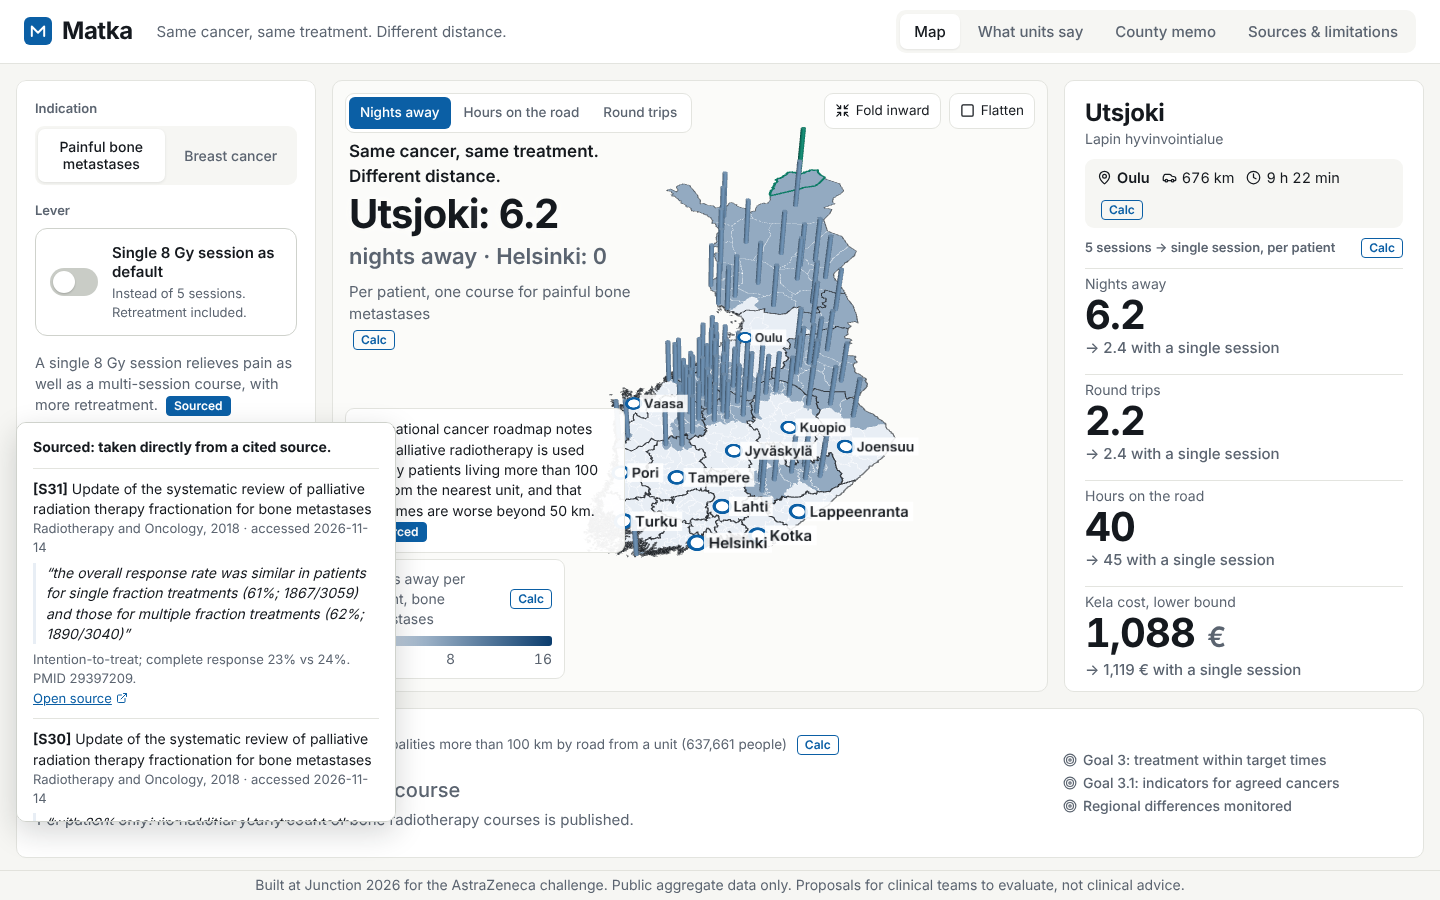 Matka
Same cancer, same treatment. Different distance.
Map
What units say
County memo
Sources & limitations
Indication
Painful bone
metastases
Breast cancer
Lever
Single 8 Gy session as
default
Instead of 5 sessions.
Retreatment included.
A single 8 Gy session relieves pain as
well as a multi-session course, with
more retreatment. Sourced
Sourced: taken directly from a cited source.
[S31] Update of the systematic review of palliative
radiation therapy fractionation for bone metastases
Radiotherapy and Oncology, 2018 · accessed 2026-11-
14
“the overall response rate was similar in patients
for single fraction treatments (61%; 1867/3059)
and those for multiple fraction treatments (62%;
1890/3040)”
Intention-to-treat; complete response 23% vs 24%.
PMID 29397209.
Open source
[S30] Update of the systematic review of palliative
radiation therapy fractionation for bone metastases
Radiotherapy and Oncology, 2018 · accessed 2026-11-
14
Nights away
Hours on the road
Round trips
Fold inward
Flatten
Same cancer, same treatment.
Different distance.
Utsjoki: 6.2
nights away · Helsinki: 0
Per patient, one course for painful bone
metastases
Calc
Oulu
Vaasa
Kuopio
Joensuu
Jyväskylä
Pori
Tampere
Lahti
Lappeenranta
Turku
Helsinki
Kotka
ational cancer roadmap notes
alliative radiotherapy is used
y patients living more than 100
om the nearest unit, and that
mes are worse beyond 50 km.
rced
s away per
nt, bone
stases
Calc
8
16
Utsjoki
Lapin hyvinvointialue
Oulu 676 km 9 h 22 min
Calc
5 sessions → single session, per patient Calc
Nights away
6.2
→ 2.4 with a single session
Round trips
2.2
→ 2.4 with a single session
Hours on the road
40
→ 45 with a single session
Kela cost, lower bound
1,088 €
→ 1,119 € with a single session
alities more than 100 km by road from a unit (637,661 people) Calc
course
radiotherapy courses is published.
Goal 3: treatment within target times
Goal 3.1: indicators for agreed cancers
Regional differences monitored
Built at Junction 2026 for the AstraZeneca challenge. Public aggregate data only. Proposals for clinical teams to evaluate, not clinical advice.